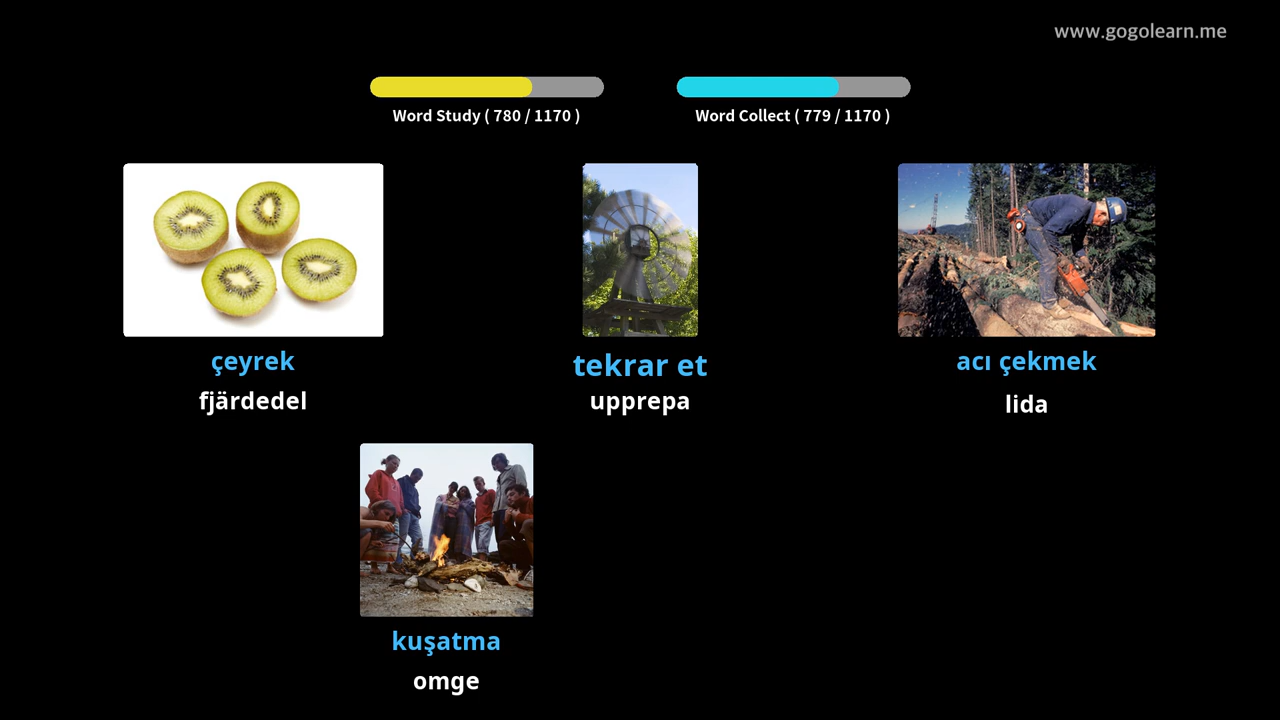 www.gogolearn.me
Word Study ( 780 / 1170 )
Word Collect ( 779 / 1170 )
çeyrek
fjärdedel
tekrar et
upprepa
acı çekmek
lida
kuşatma
omge